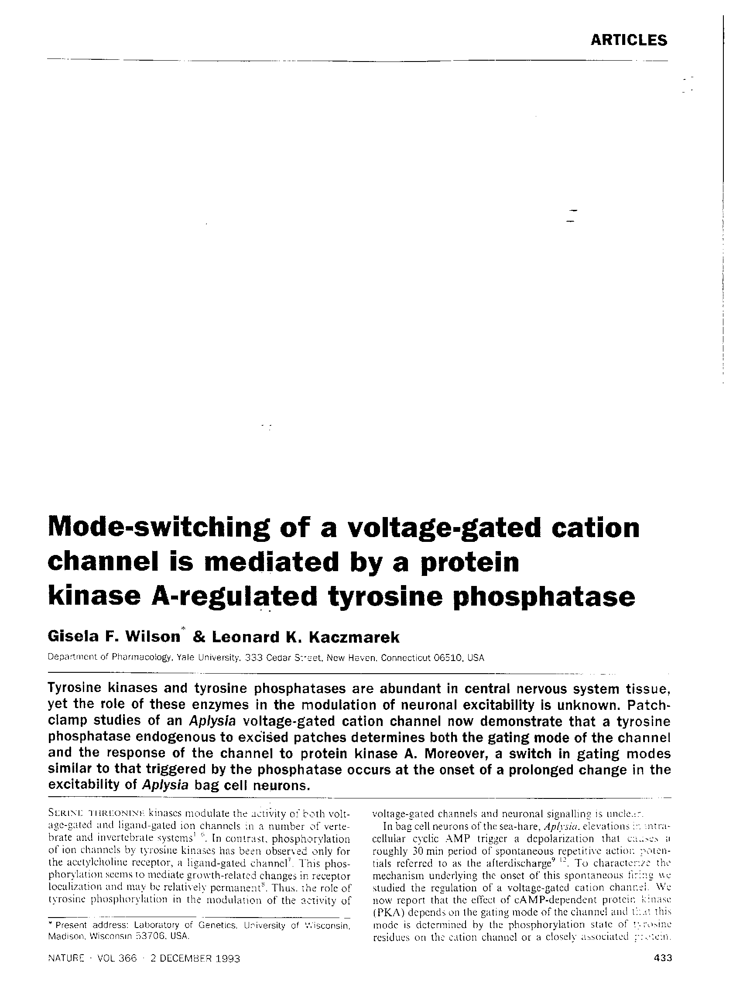 ARTICLES
Mode-switching of a voltage-gated cation
channel is mediated by a protein
kinase A-regulated tyrosine phosphatase
Gisela F. Wilson* & Leonard K. Kaczmarek
Department of Pharmacology, Yale University, 333 Cedar Street, New Haven, Connecticut 06510, USA
Tyrosine kinases and tyrosine phosphatases are abundant in central nervous system tissue,
yet the role of these enzymes in the modulation of neuronal excitability is unknown. Patch-
clamp studies of an Aplysia voltage-gated cation channel now demonstrate that a tyrosine
phosphatase endogenous to excised patches determines both the gating mode of the channel
and the response of the channel to protein kinase A. Moreover, a switch in gating modes
similar to that triggered by the phosphatase occurs at the onset of a prolonged change in the
excitability of Aplysia bag cell neurons.
SERINE THREONINE kinases modulate the activity of both volt-
age-gated and ligand-gated ion channels in a number of verte-
brate and invertebrate systems1 6. In contrast, phosphorylation
of ion channels by tyrosine kinases has been observed only for
the acetylcholine receptor, a ligand-gated channel7. This phos-
phorylation seems to mediate growth-related changes in receptor
localization and may be relatively permanent8. Thus, the role of
tyrosine phosphorylation in the modulation of the activity of
* Present address: Laboratory of Genetics, University of Wisconsin,
Madison, Wisconsin 53706, USA.
voltage-gated channels and neuronal signalling is unclear.
In bag cell neurons of the sea-hare, Aplysia, elevations in intra-
cellular cyclic AMP trigger a depolarization that causes a
roughly 30 min period of spontaneous repetitive action poten-
tials referred to as the afterdischarge9 12. To characterize the
mechanism underlying the onset of this spontaneous firing we
studied the regulation of a voltage-gated cation channel. We
now report that the effect of cAMP-dependent protein kinase
(PKA) depends on the gating mode of the channel and that this
mode is determined by the phosphorylation state of tyrosine
residues on the cation channel or a closely associated protein.
NATURE · VOL 366 · 2 DECEMBER 1993
433